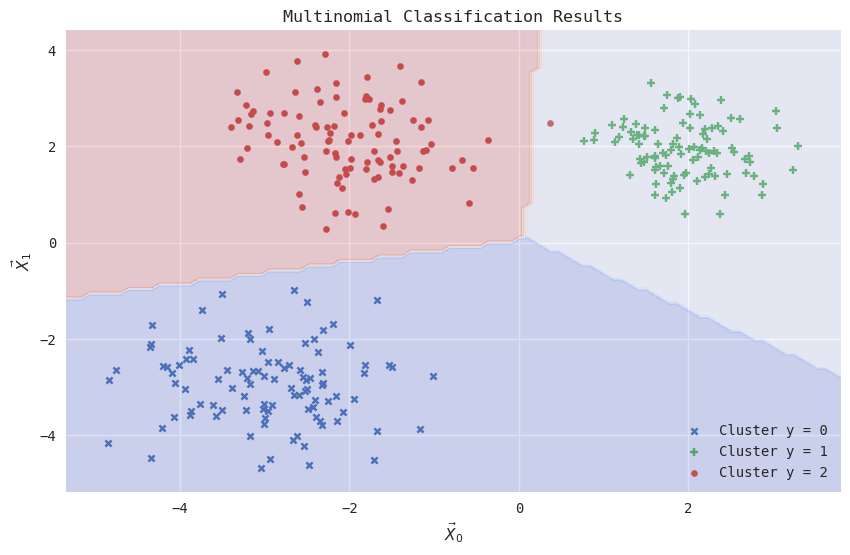 Multinomial Classification Results
4
2
0
−2
−4
X⃗₁
−4
−2
0
2
X⃗₀
Cluster y = 0
Cluster y = 1
Cluster y = 2